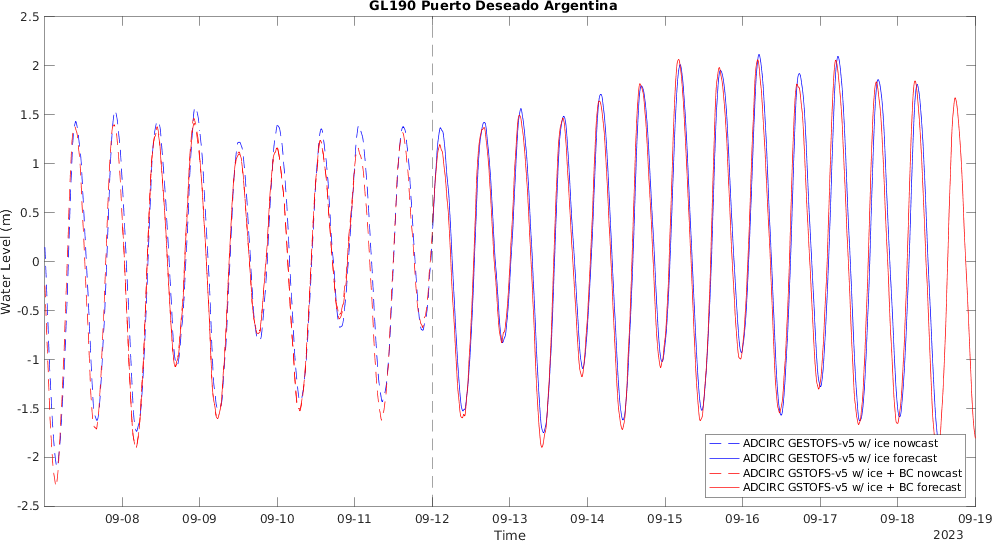 GL190 Puerto Deseado Argentina
2.5
2
1.5
1
0.5
0
-0.5
-1
-1.5
-2
-2.5
Water Level (m)
09-08 09-09 09-10 09-11 09-12 09-13 09-14 09-15 09-16 09-17 09-18 09-19
Time
2023
ADCIRC GESTOFS-v5 w/ ice nowcast
ADCIRC GESTOFS-v5 w/ ice forecast
ADCIRC GSTOFS-v5 w/ ice + BC nowcast
ADCIRC GSTOFS-v5 w/ ice + BC forecast